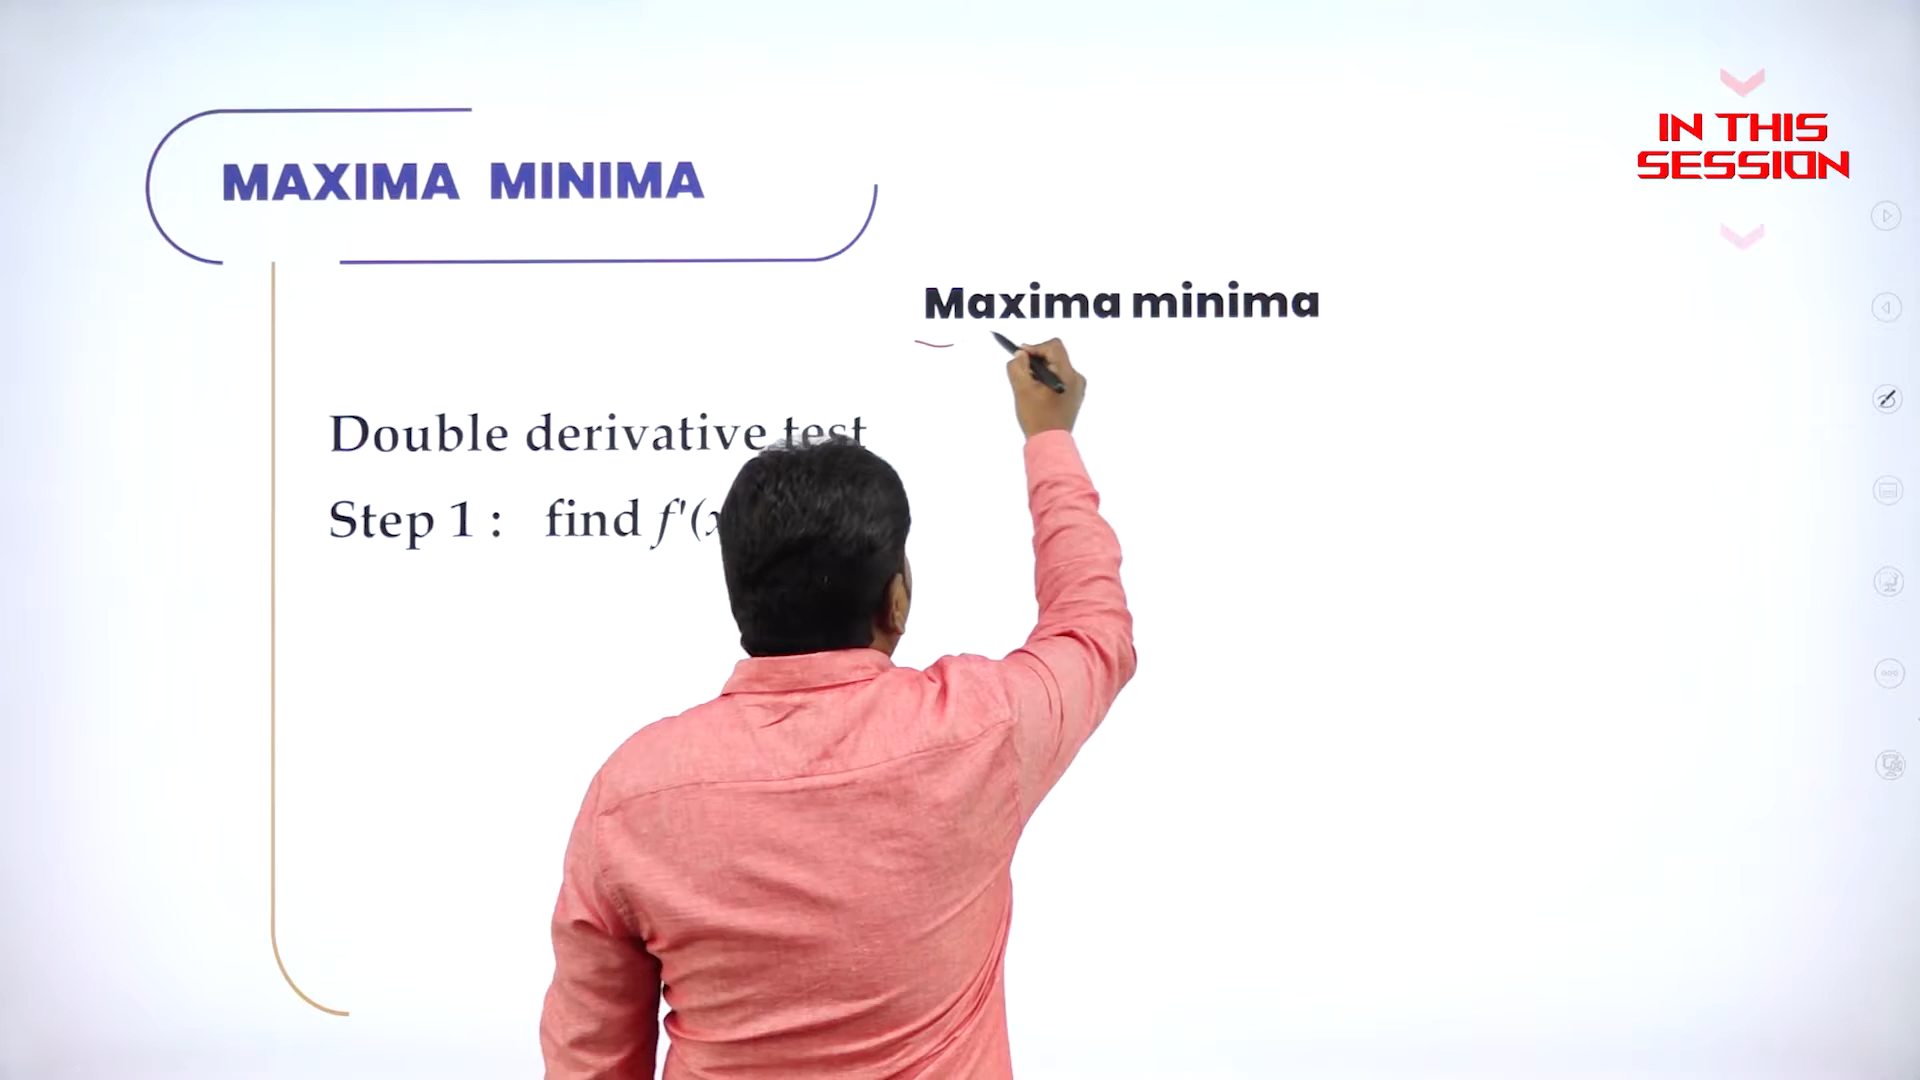 MAXIMA MINIMA
IN THIS
SESSION
Maxima minima
Double derivative test
Step 1 : find f'(x